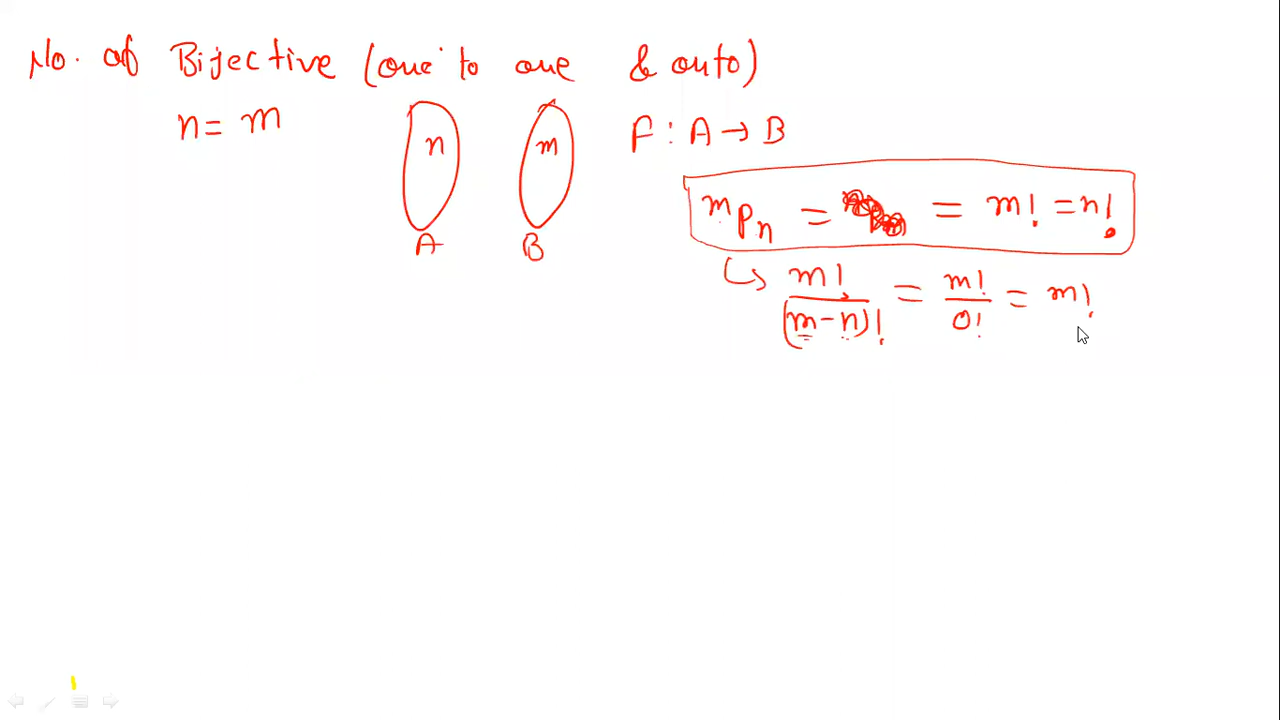 No. of Bijective (one to one & onto)
n = m
n m
A B
F : A → B
mPn = = m! = n!
↳ m!/(m-n)! = m!/0! = m!